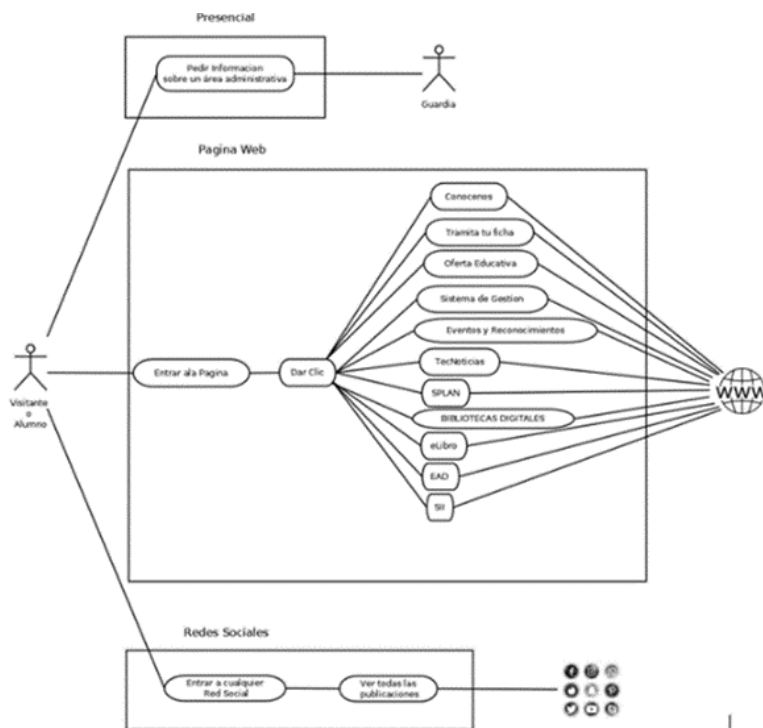 Presencial
Pedir Informacion
sobre un área administrativa
Guardia
Pagina Web
Conocenos
Tramita tu ficha
Oferta Educativa
Sistema de Gestion
Eventos y Reconocimientos
Entrar ala Pagina
Dar Clic
TecNoticias
SPLAN
BIBLIOTECAS DIGITALES
eLibro
EAD
SII
WWW
Visitante
o
Alumno
Redes Sociales
Entrar a cualquier
Red Social
Ver todas las
publicaciones